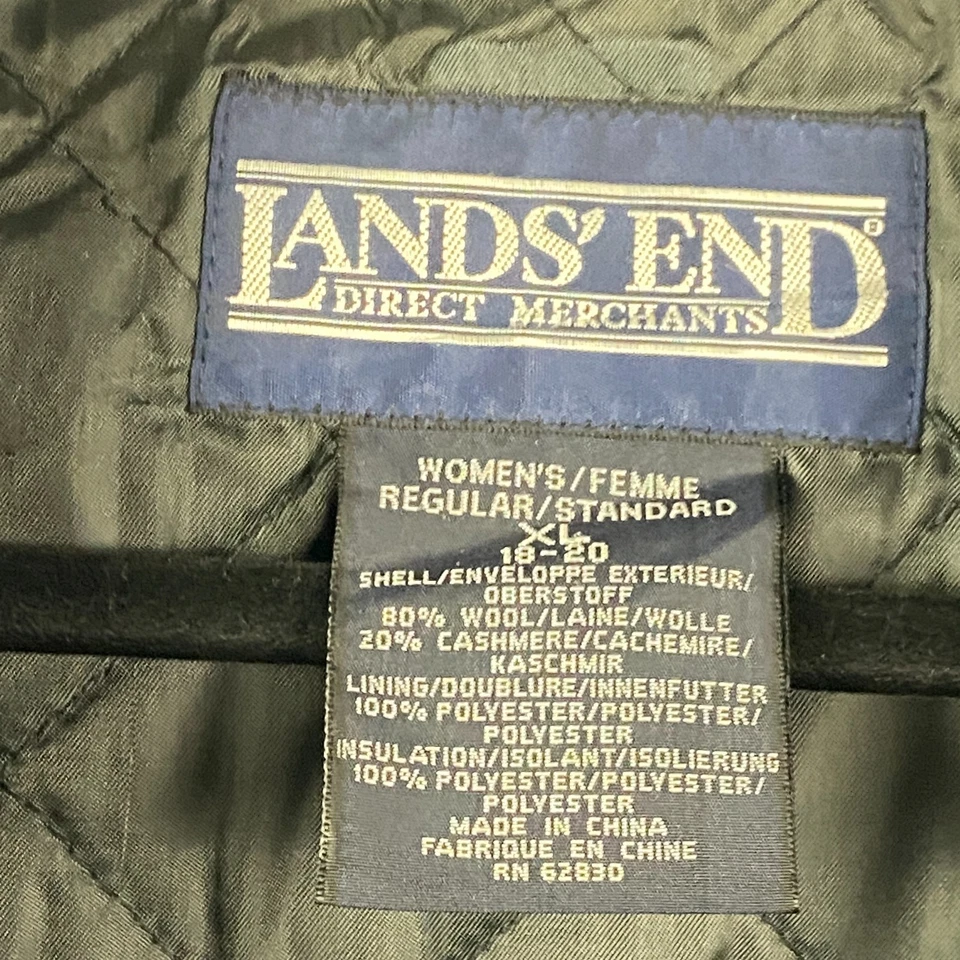 LANDS' END
DIRECT MERCHANTS
WOMEN'S/FEMME
REGULAR/STANDARD
XL
18-20
SHELL/ENVELOPPE EXTERIEUR/
OBERSTOFF
80% WOOL/LAINE/WOLLE
20% CASHMERE/CACHEMIRE/
KASCHMIR
LINING/DOUBLURE/INNENFUTTER
100% POLYESTER/POLYESTER/
POLYESTER
INSULATION/ISOLANT/ISOLIERUNG
100% POLYESTER/POLYESTER/
POLYESTER
MADE IN CHINA
FABRIQUE EN CHINE
RN 62830